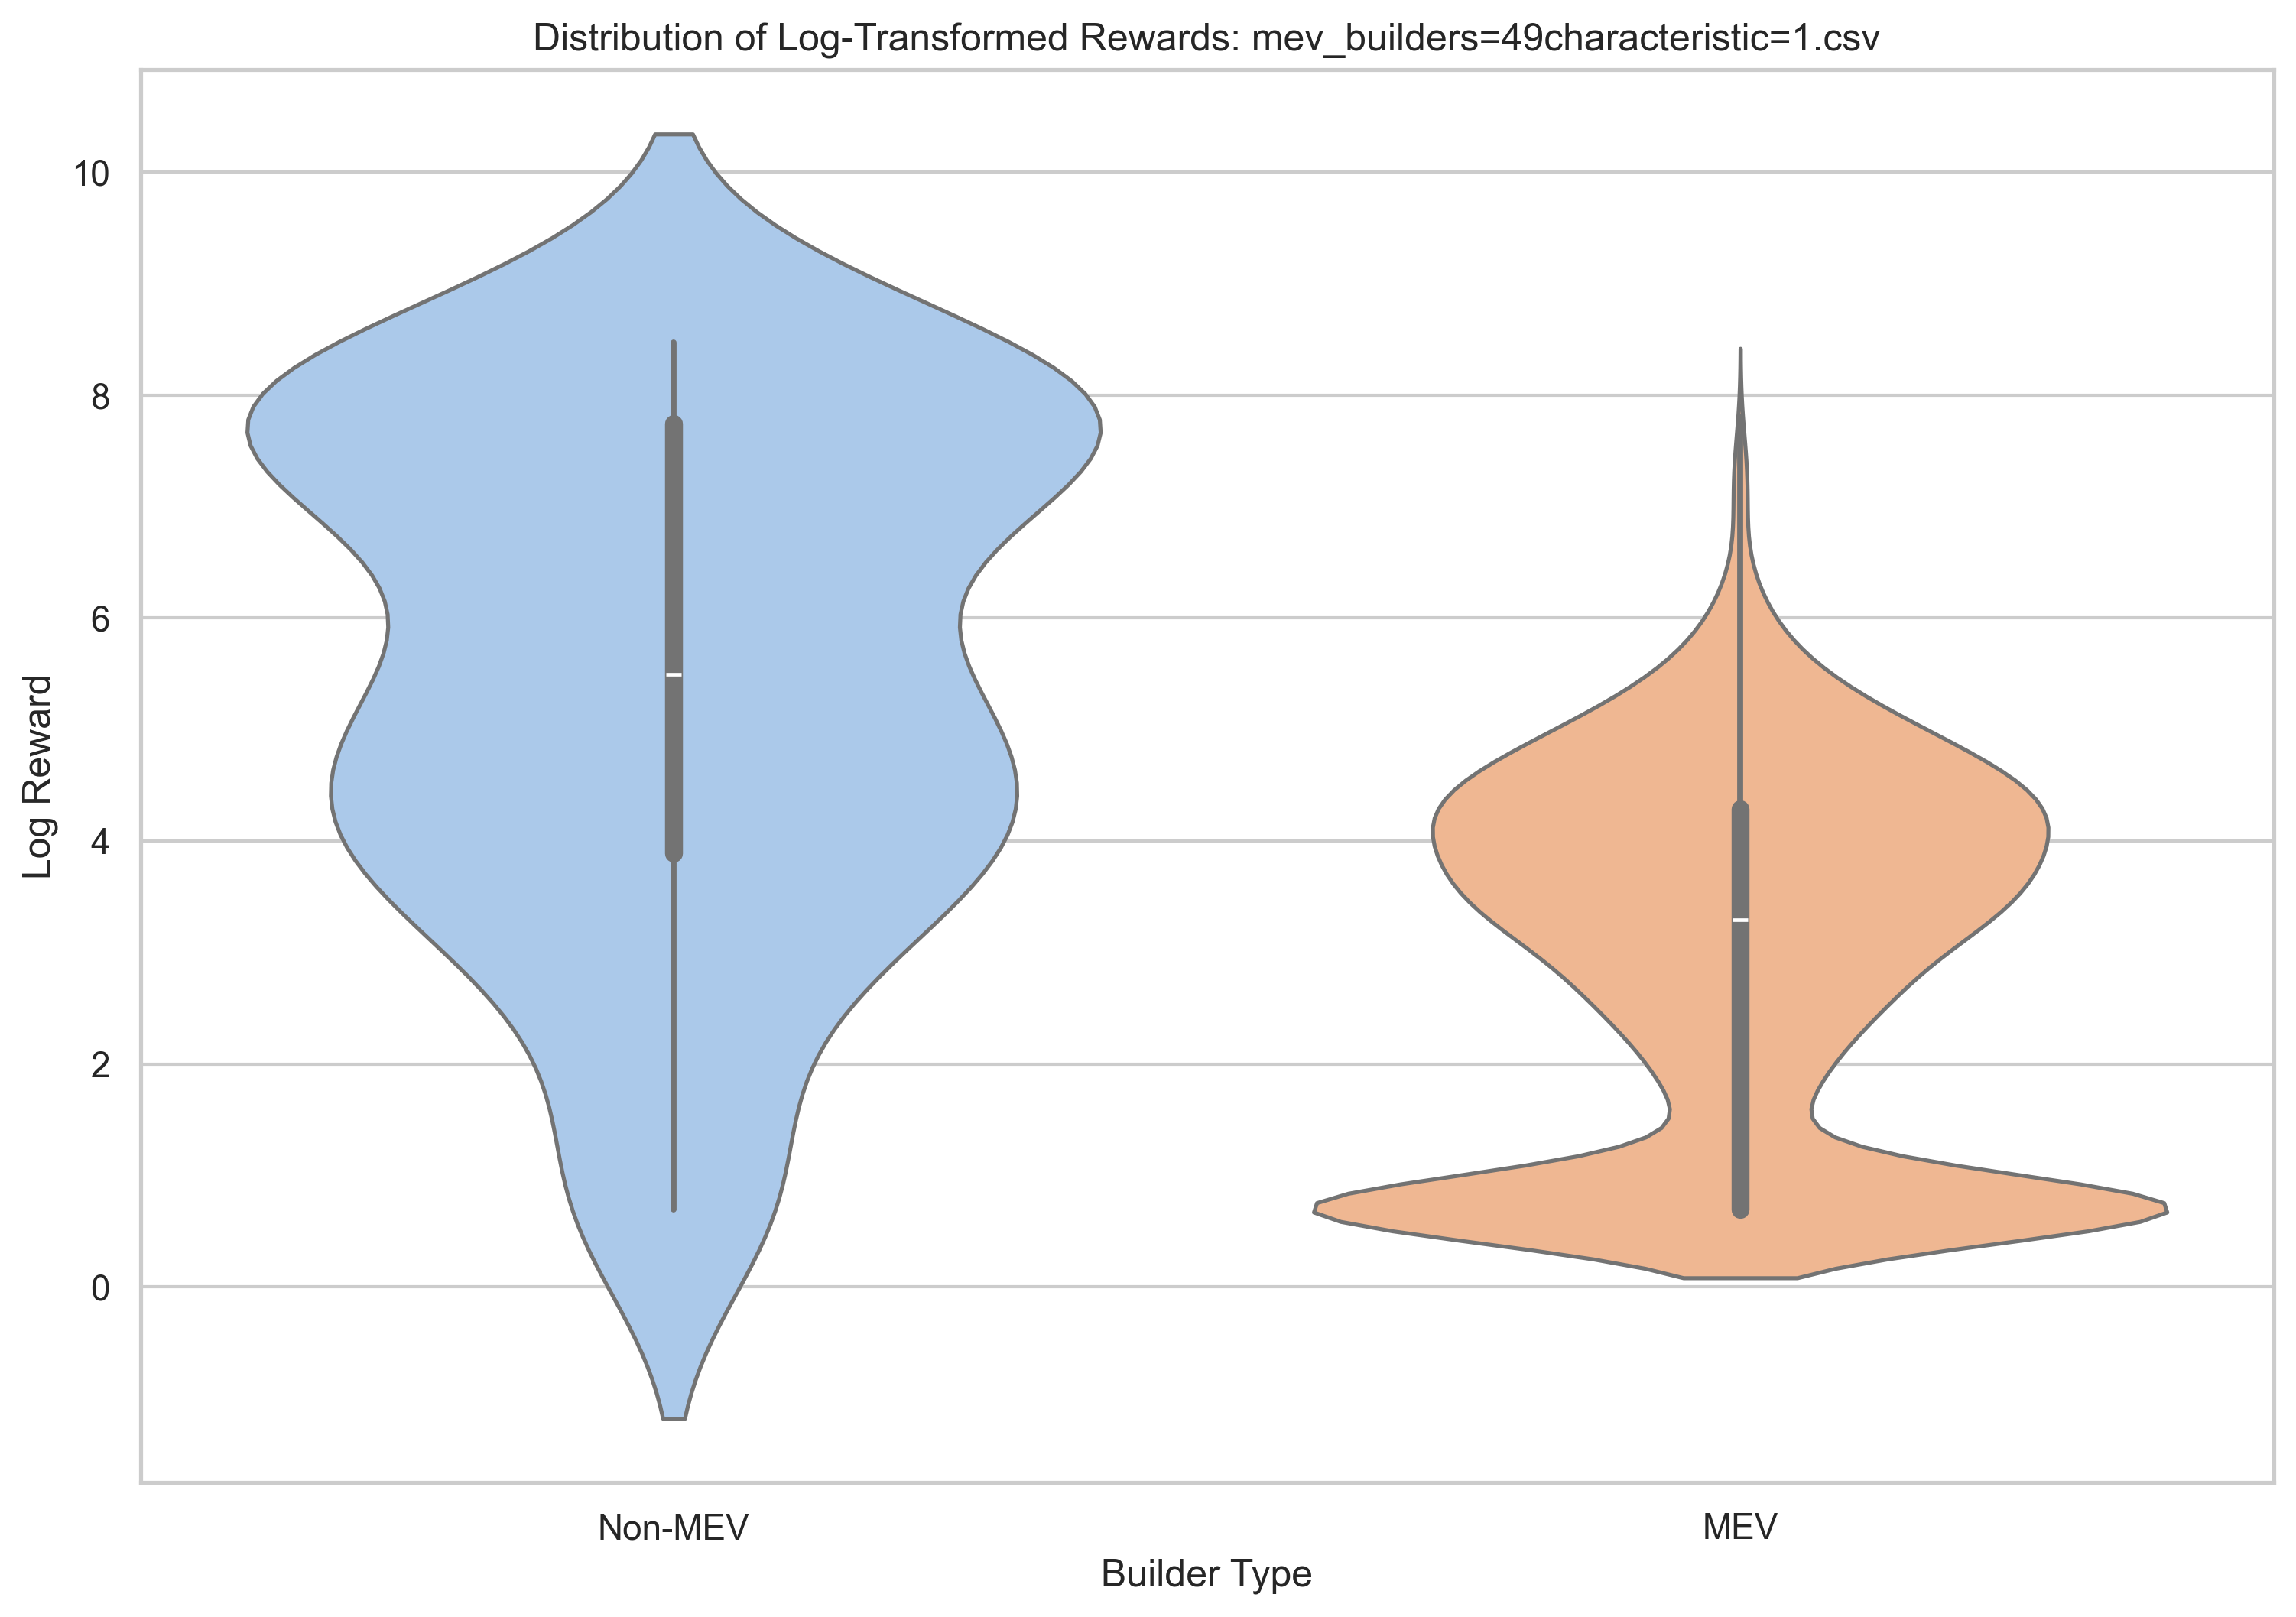 Distribution of Log-Transformed Rewards: mev_builders=49characteristic=1.csv
Log Reward
10
8
6
4
2
0
Non-MEV
MEV
Builder Type